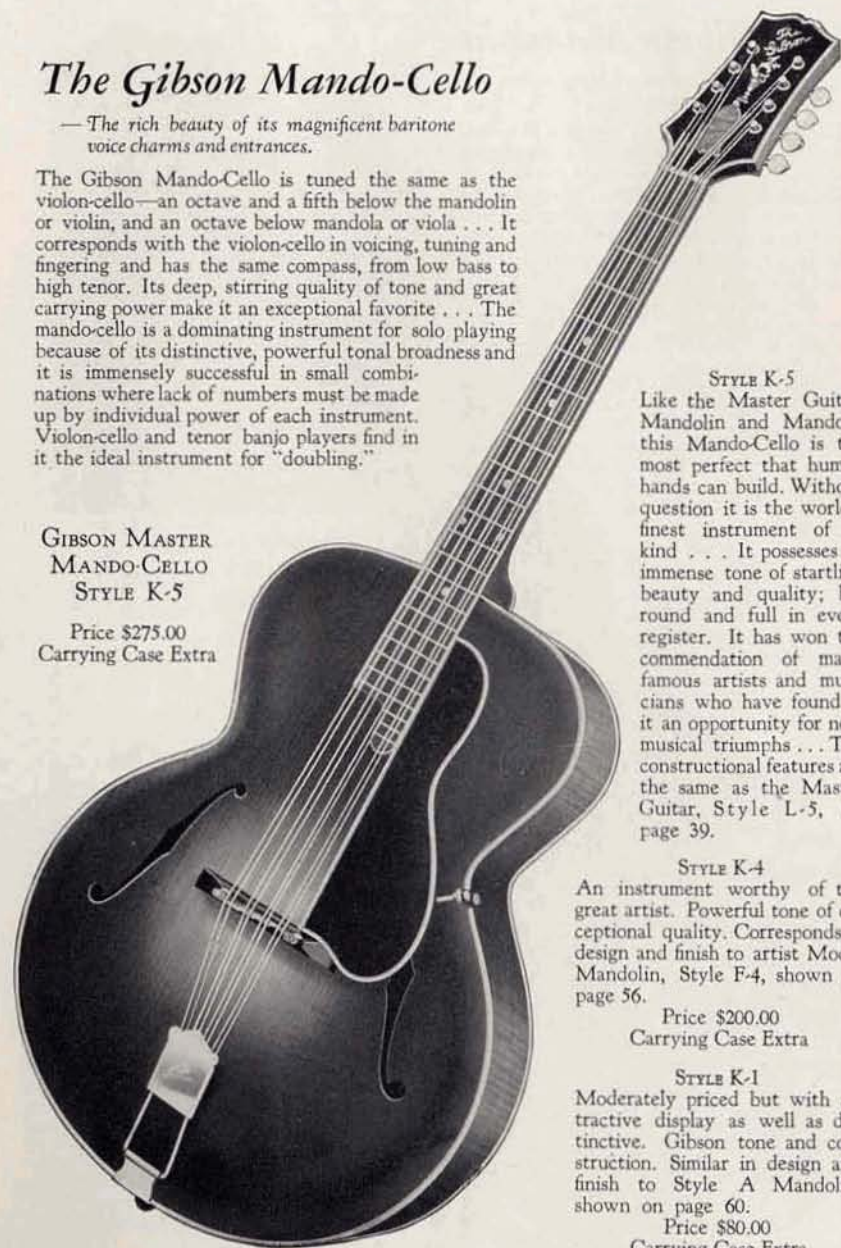 The Gibson Mando-Cello
— The rich beauty of its magnificent baritone
voice charms and entrances.
The Gibson Mando-Cello is tuned the same as the
violon-cello—an octave and a fifth below the mandolin
or violin, and an octave below mandola or viola . . . It
corresponds with the violon-cello in voicing, tuning and
fingering and has the same compass, from low bass to
high tenor. Its deep, stirring quality of tone and great
carrying power make it an exceptional favorite . . . The
mando-cello is a dominating instrument for solo playing
because of its distinctive, powerful tonal broadness and
it is immensely successful in small combi-
nations where lack of numbers must be made
up by individual power of each instrument.
Violon-cello and tenor banjo players find in
it the ideal instrument for "doubling."
GIBSON MASTER
MANDO-CELLO
STYLE K-5
Price $275.00
Carrying Case Extra
The Gibson
STYLE K-5
Like the Master Guit
Mandolin and Mando
this Mando-Cello is t
most perfect that hum
hands can build. Witho
question it is the worl
finest instrument of
kind . . . It possesses
immense tone of startli
beauty and quality; b
round and full in eve
register. It has won t
commendation of ma
famous artists and mu
cians who have found
it an opportunity for ne
musical triumphs . . . T
constructional features a
the same as the Mast
Guitar, Style L-5,
page 39.
STYLE K-4
An instrument worthy of t
great artist. Powerful tone of e
ceptional quality. Corresponds
design and finish to artist Mod
Mandolin, Style F-4, shown
page 56.
Price $200.00
Carrying Case Extra
STYLE K-1
Moderately priced but with
tractive display as well as d
tinctive. Gibson tone and co
struction. Similar in design a
finish to Style A Mandol
shown on page 60.
Price $80.00
Carrying Case Extra